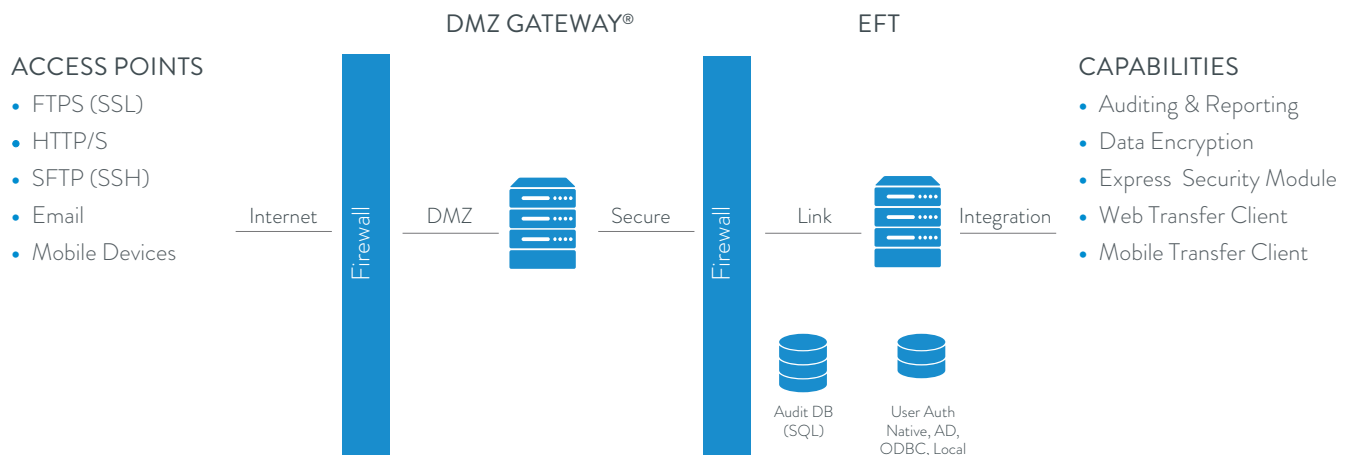 DMZ GATEWAY®
EFT
ACCESS POINTS
• FTPS (SSL)
• HTTP/S
• SFTP (SSH)
• Email
• Mobile Devices
Internet
Firewall
DMZ
Secure
Firewall
Link
Integration
CAPABILITIES
• Auditing & Reporting
• Data Encryption
• Express Security Module
• Web Transfer Client
• Mobile Transfer Client
Audit DB
(SQL)
User Auth
Native, AD,
ODBC, Local